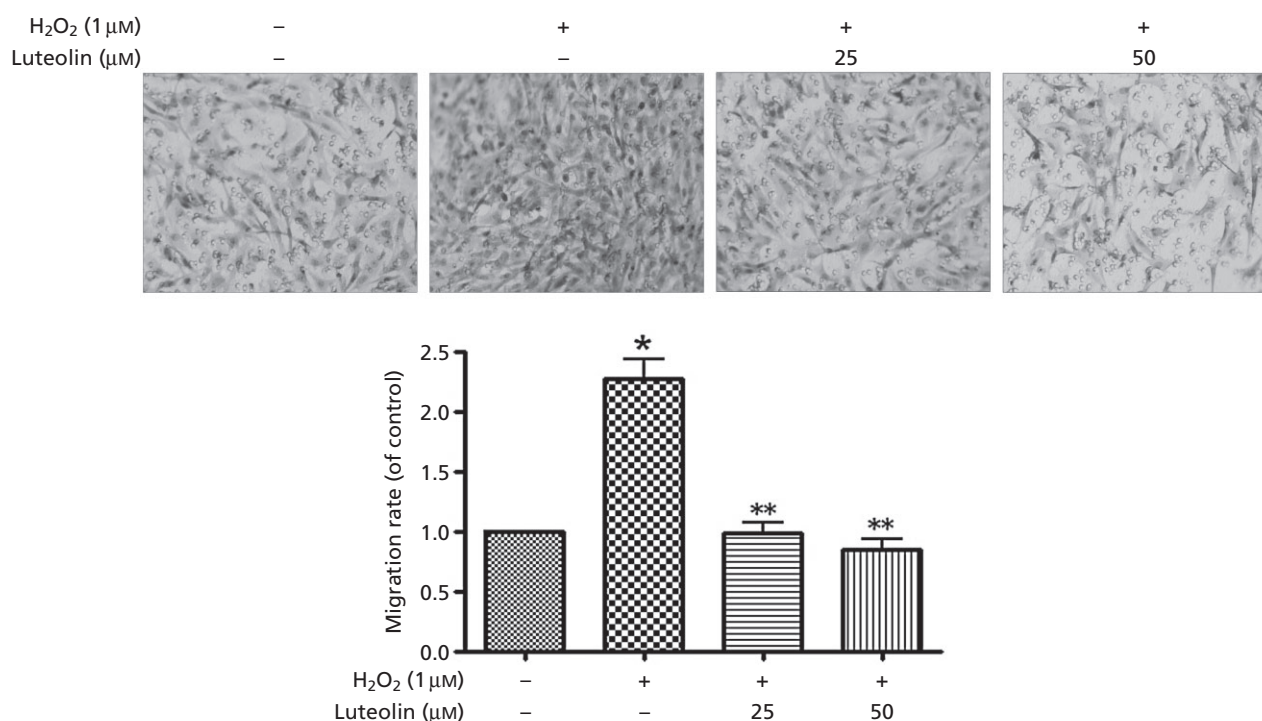 H₂O₂ (1 μM) – + + +
Luteolin (μM) – – 25 50
Migration rate (of control)
2.5
2.0
1.5
1.0
0.5
0.0
*
**
**
H₂O₂ (1 μM) – + + +
Luteolin (μM) – – 25 50